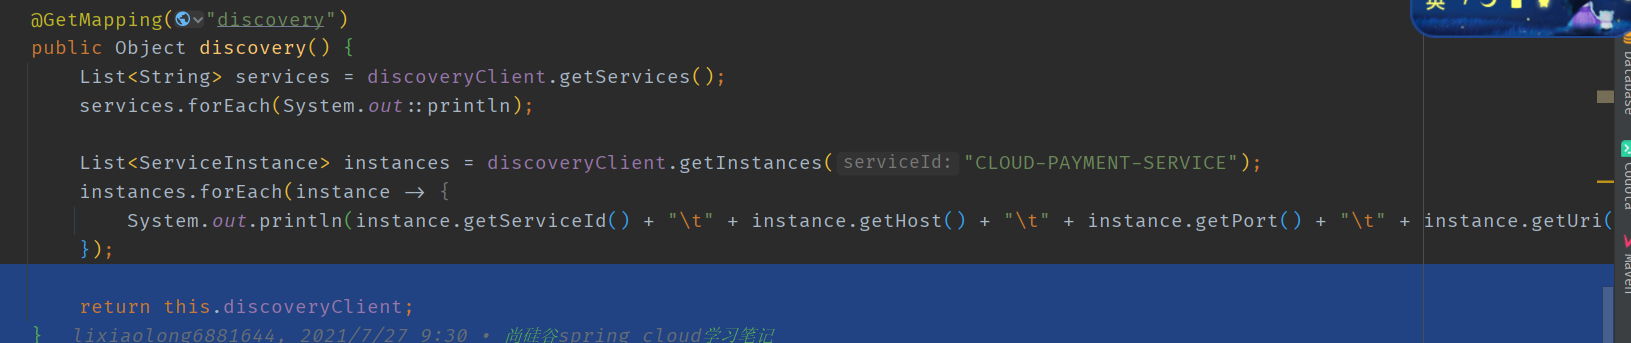 @GetMapping("discovery")
public Object discovery() {
List<String> services = discoveryClient.getServices();
services.forEach(System.out::println);
List<ServiceInstance> instances = discoveryClient.getInstances( serviceId: "CLOUD-PAYMENT-SERVICE");
instances.forEach(instance -> {
System.out.println(instance.getServiceId() + "\t" + instance.getHost() + "\t" + instance.getPort() + "\t" + instance.getUri(
});
return this.discoveryClient;
} lixiaolong6881644, 2021/7/27 9:30 • 尚硅谷spring cloud学习笔记
英
Database
Codota
Maven